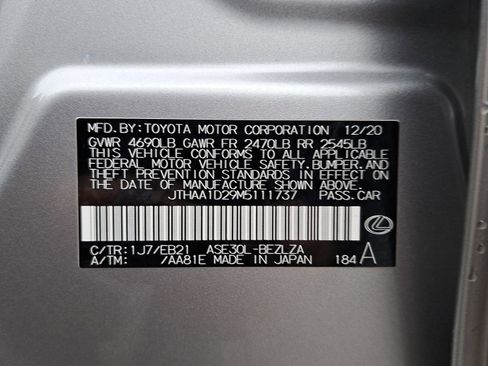 MFD. BY: TOYOTA MOTOR CORPORATION 12/20
GVWR 4690LB GAWR FR 2470LB RR 2545LB
THIS VEHICLE CONFORMS TO ALL APPLICABLE
FEDERAL MOTOR VEHICLE SAFETY, BUMPER, AND
THEFT PREVENTION STANDARDS IN EFFECT ON
THE DATE OF MANUFACTURE SHOWN ABOVE.
JTHAA1D29M5111737 PASS.CAR
C/TR: 1J7/EB21 ASE30L-BEZLZA
A/TM: /AA81E MADE IN JAPAN 184 A